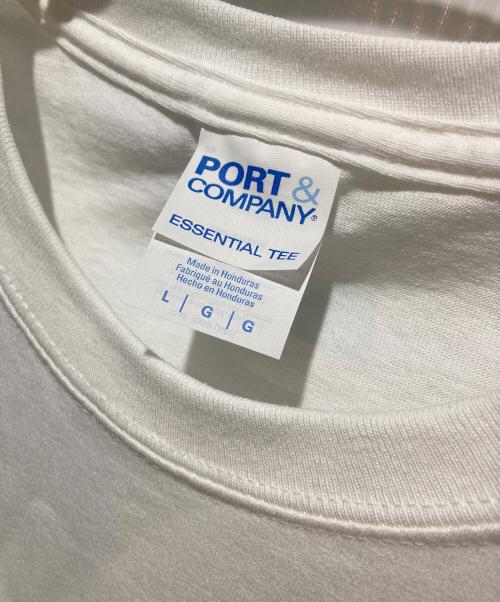 PORT &
COMPANY®
ESSENTIAL TEE
Made in Honduras
Fabriqué au Honduras
Hecho en Honduras
L | G | G